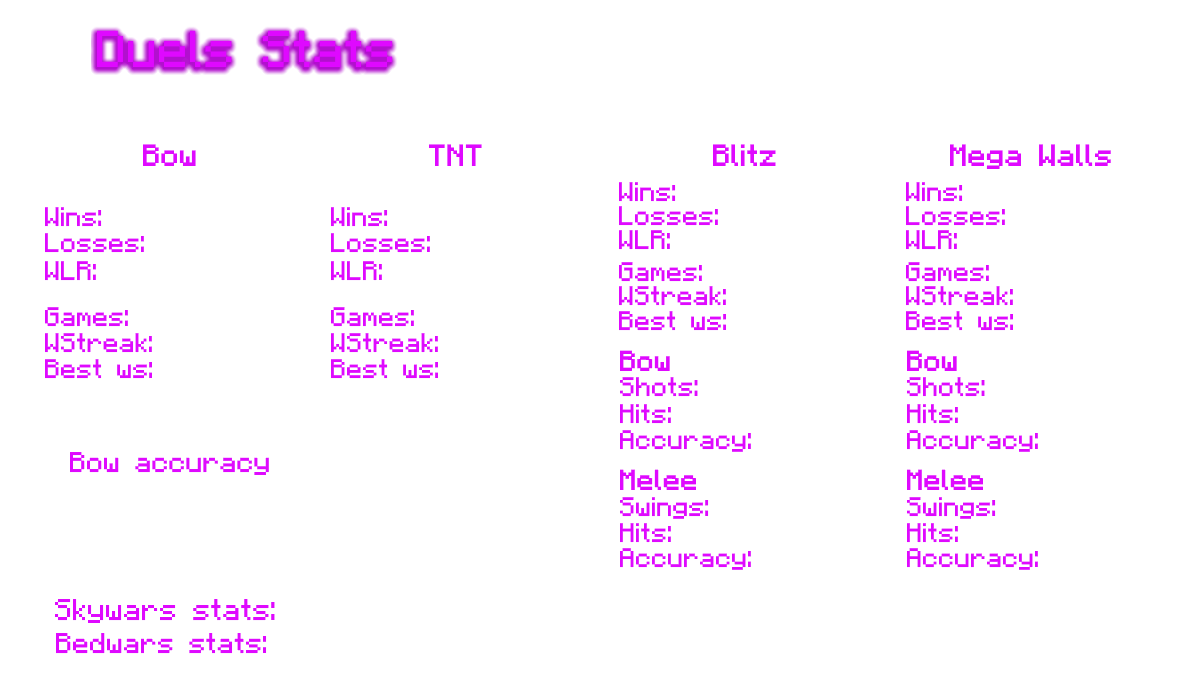 Duels Stats
Bow
Wins:
Losses:
WLR:
Games:
WStreak:
Best ws:
Bow accuracy
TNT
Wins:
Losses:
WLR:
Games:
WStreak:
Best ws:
Blitz
Wins:
Losses:
WLR:
Games:
WStreak:
Best ws:
Bow
Shots:
Hits:
Accuracy:
Melee
Swings:
Hits:
Accuracy:
Mega Walls
Wins:
Losses:
WLR:
Games:
WStreak:
Best ws:
Bow
Shots:
Hits:
Accuracy:
Melee
Swings:
Hits:
Accuracy:
Skywars stats:
Bedwars stats: